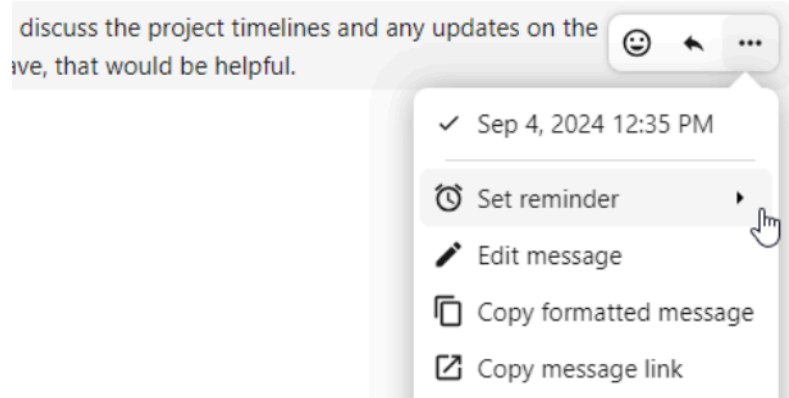 discuss the project timelines and any updates on the
ave, that would be helpful.
Sep 4, 2024 12:35 PM
Set reminder
Edit message
Copy formatted message
Copy message link